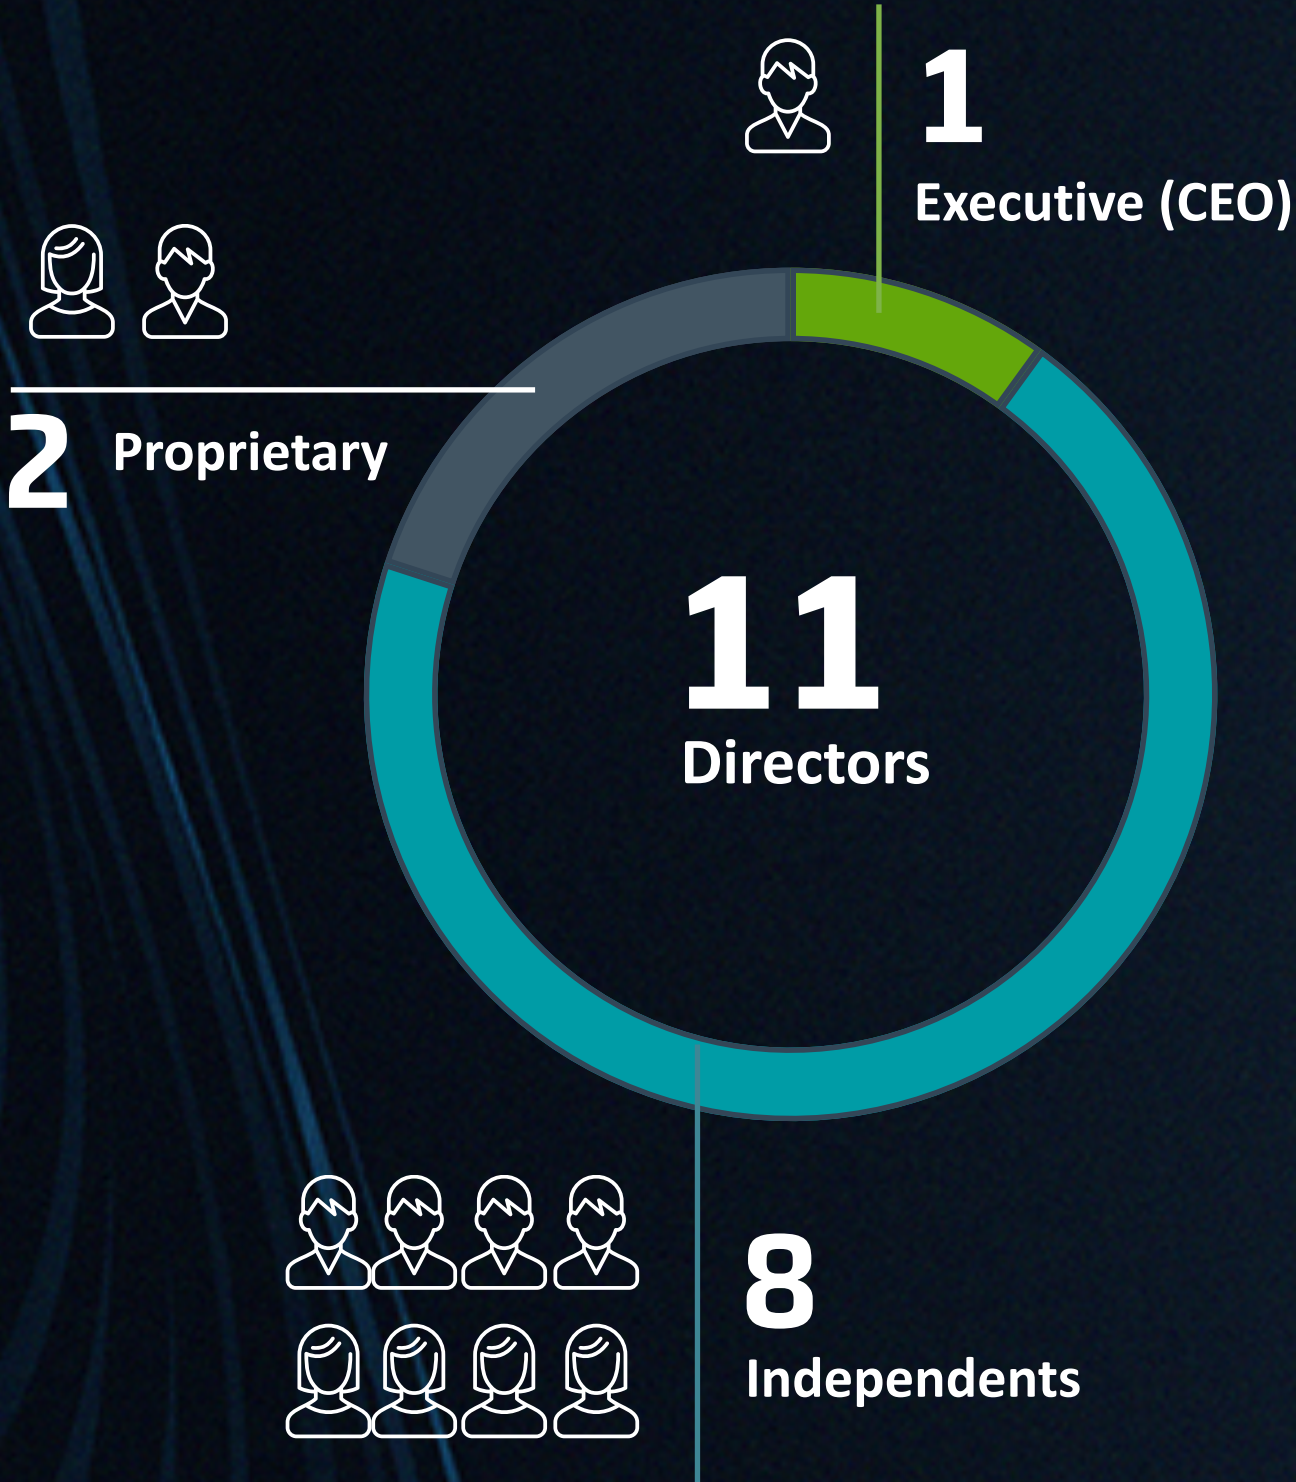 1
Executive (CEO)
2 Proprietary
11
Directors
8
Independents